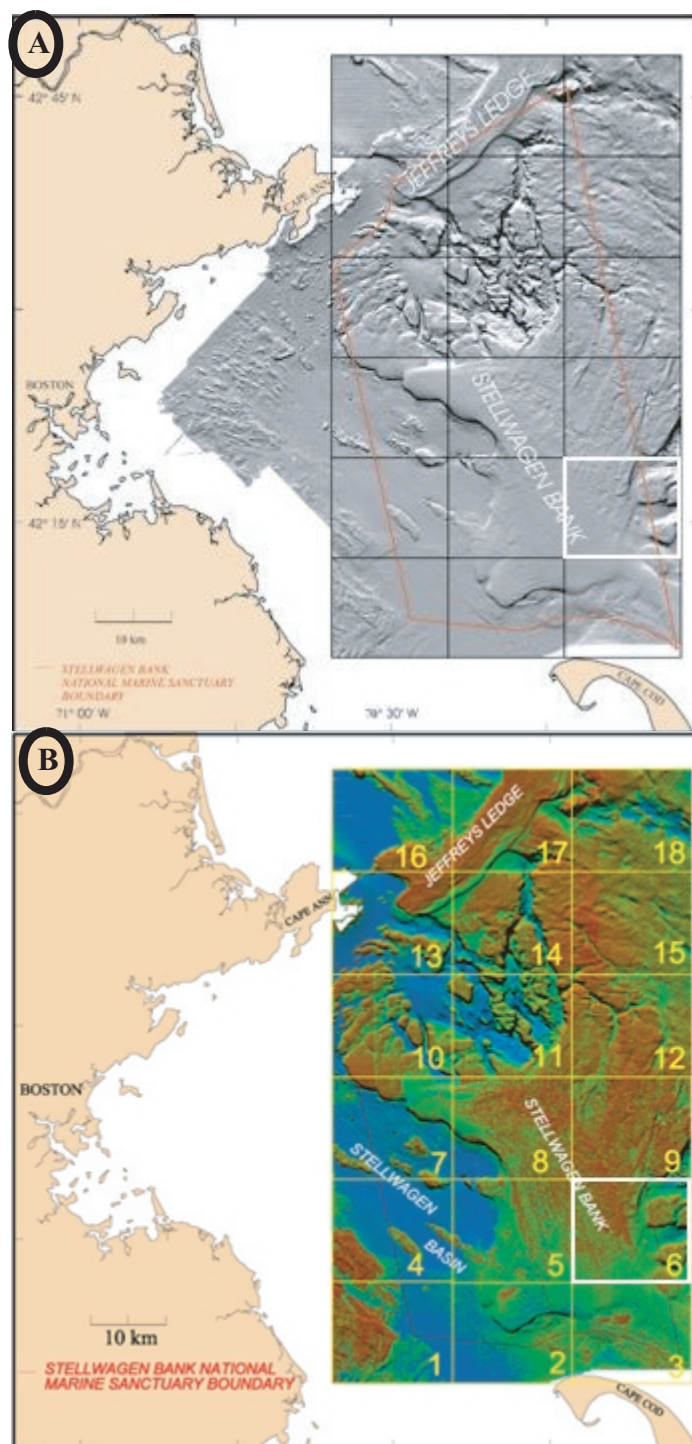 A
42° 45' N
JEFFREYS LEDGE
CAPE ANN
BOSTON
STELLWAGEN BANK
42° 15' N
10 km
STELLWAGEN BANK
NATIONAL MARINE SANCTUARY
BOUNDARY
CAPE COD
71° 00' W
70° 30' W
B
JEFFREYS LEDGE
16
17
18
CAPE ANN
13
14
15
10
11
12
BOSTON
STELLWAGEN BANK
STELLWAGEN
BASIN
7
8
9
4
5
6
10 km
STELLWAGEN BANK NATIONAL
MARINE SANCTUARY BOUNDARY
1
2
3
CAPE COD